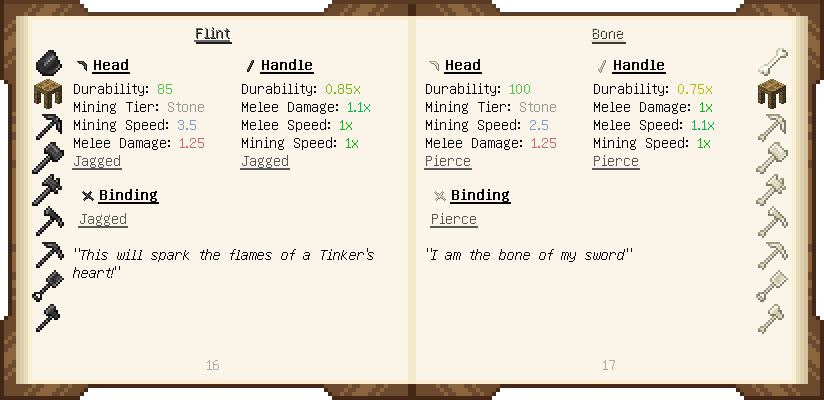 Flint
Head
Durability: 85
Mining Tier: Stone
Mining Speed: 3.5
Melee Damage: 1.25
Jagged
Handle
Durability: 0.85x
Melee Damage: 1.1x
Melee Speed: 1x
Mining Speed: 1x
Jagged
Binding
Jagged
"This will spark the flames of a Tinker's
heart!"
16
Bone
Head
Durability: 100
Mining Tier: Stone
Mining Speed: 2.5
Melee Damage: 1.25
Pierce
Handle
Durability: 0.75x
Melee Damage: 1x
Melee Speed: 1.1x
Mining Speed: 1x
Pierce
Binding
Pierce
"I am the bone of my sword"
17